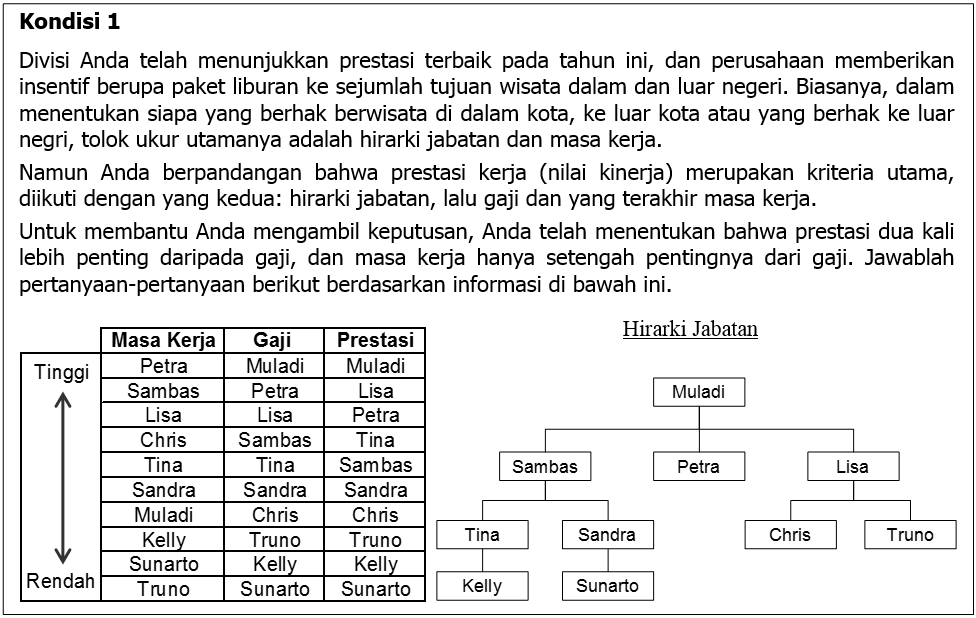 Kondisi 1
Divisi Anda telah menunjukkan prestasi terbaik pada tahun ini, dan perusahaan memberikan
insentif berupa paket liburan ke sejumlah tujuan wisata dalam dan luar negeri. Biasanya, dalam
menentukan siapa yang berhak berwisata di dalam kota, ke luar kota atau yang berhak ke luar
negri, tolok ukur utamanya adalah hirarki jabatan dan masa kerja.
Namun Anda berpandangan bahwa prestasi kerja (nilai kinerja) merupakan kriteria utama,
diikuti dengan yang kedua: hirarki jabatan, lalu gaji dan yang terakhir masa kerja.
Untuk membantu Anda mengambil keputusan, Anda telah menentukan bahwa prestasi dua kali
lebih penting daripada gaji, dan masa kerja hanya setengah pentingnya dari gaji. Jawablah
pertanyaan-pertanyaan berikut berdasarkan informasi di bawah ini.
Masa Kerja Gaji Prestasi
Tinggi Petra Muladi Muladi
Sambas Petra Lisa
Lisa Lisa Petra
Chris Sambas Tina
Tina Tina Sambas
Sandra Sandra Sandra
Muladi Chris Chris
Kelly Truno Truno
Sunarto Kelly Kelly
Rendah Truno Sunarto Sunarto
Hirarki Jabatan
Muladi
Sambas Petra Lisa
Tina Sandra Chris Truno
Kelly Sunarto